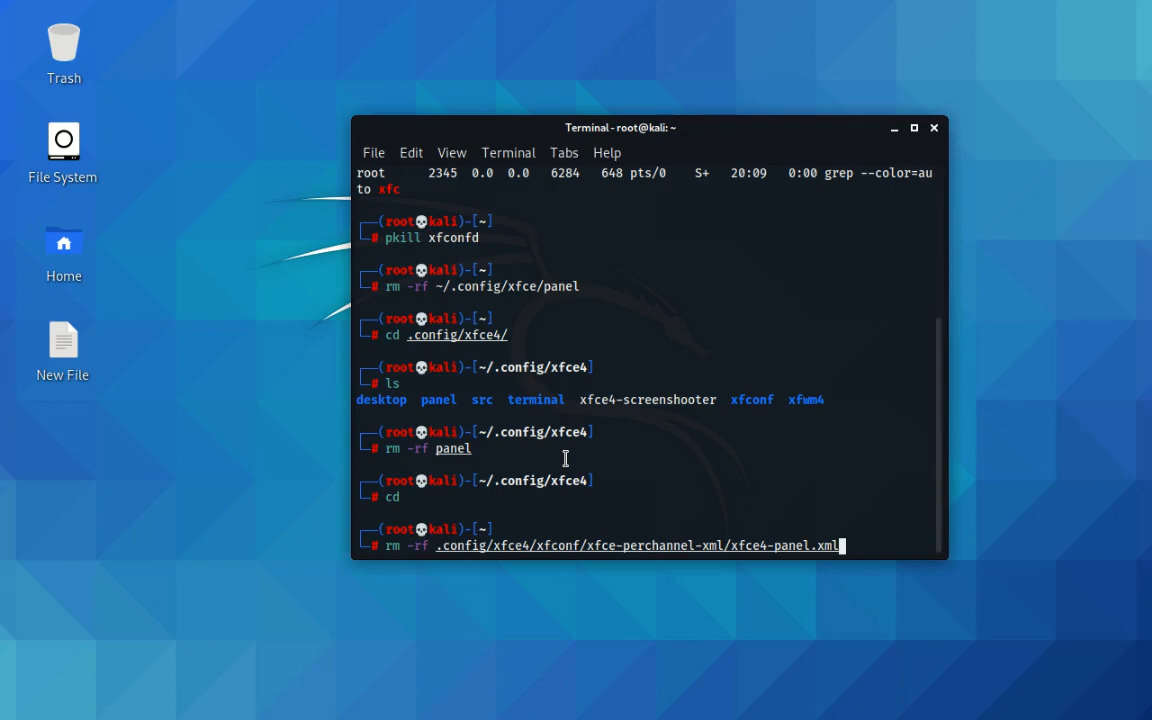 Trash
File System
Home
New File
Terminal - root@kali: ~
File Edit View Terminal Tabs Help
root 2345 0.0 0.0 6284 648 pts/0 S+ 20:09 0:00 grep --color=au
to xfc
┌──(root💀kali)-[~]
└─# pkill xfconfd
┌──(root💀kali)-[~]
└─# rm -rf ~/.config/xfce/panel
┌──(root💀kali)-[~]
└─# cd .config/xfce4/
┌──(root💀kali)-[~/.config/xfce4]
└─# ls
desktop panel src terminal xfce4-screenshooter xfconf xfwm4
┌──(root💀kali)-[~/.config/xfce4]
└─# rm -rf panel
┌──(root💀kali)-[~/.config/xfce4]
└─# cd
┌──(root💀kali)-[~]
└─# rm -rf .config/xfce4/xfconf/xfce-perchannel-xml/xfce4-panel.xml